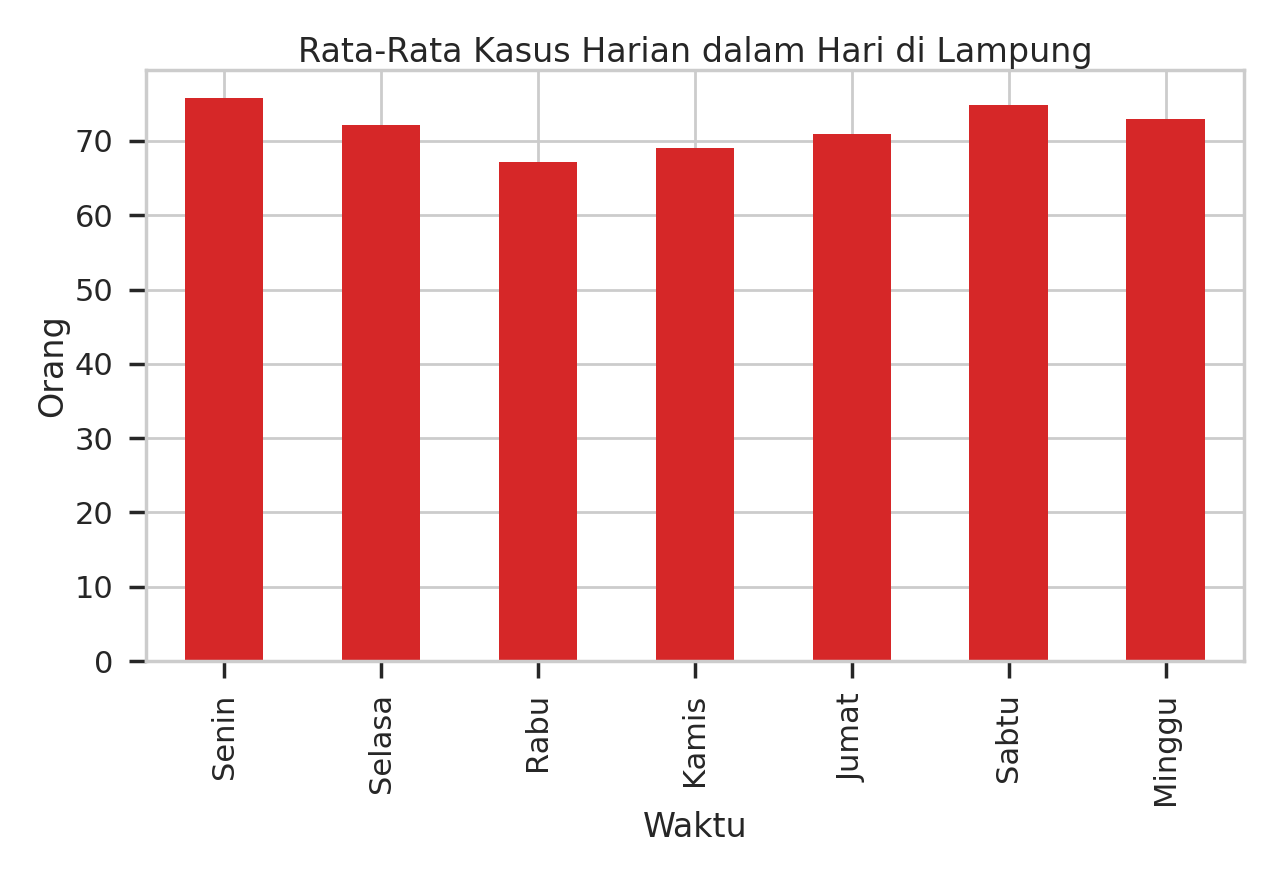 Rata-Rata Kasus Harian dalam Hari di Lampung
Orang
70
60
50
40
30
20
10
0
Senin
Selasa
Rabu
Kamis
Jumat
Sabtu
Minggu
Waktu